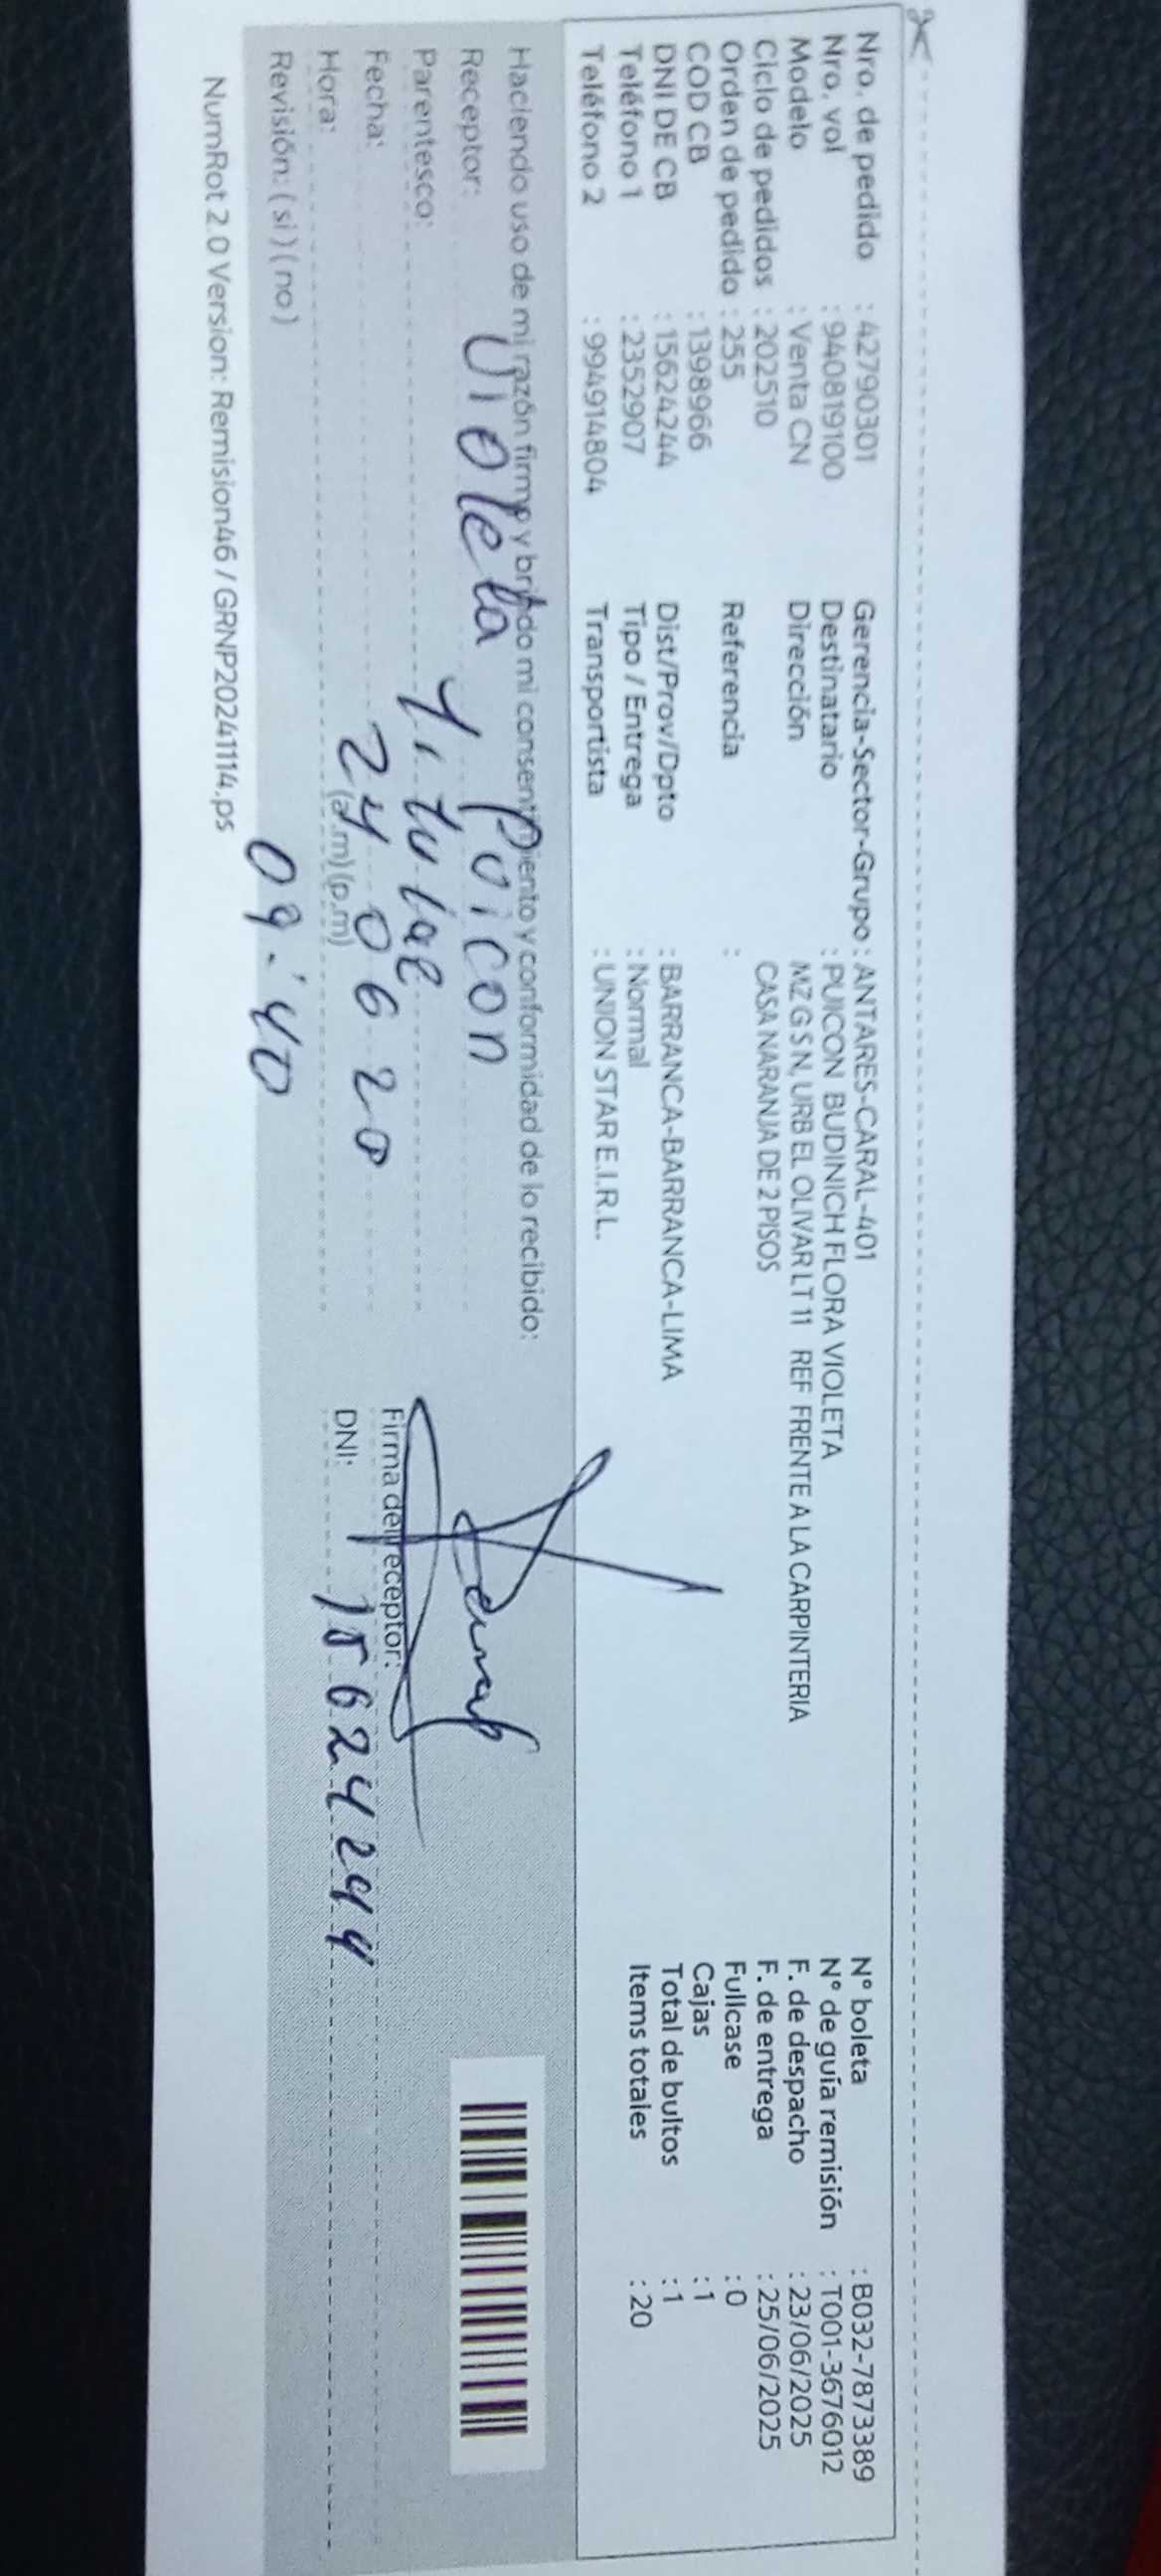 Nro. de pedido : 42790301 Gerencia-Sector-Grupo : ANTARES-CARAL-401 N° boleta : B032-7873389
Nro. vol : 940819100 Destinatario : PUICON BUDINICH FLORA VIOLETA N° de guía remisión : T001-3676012
Modelo : Venta CN Dirección : MZ G S N, URB EL OLIVAR LT 11 REF FRENTE A LA CARPINTERIA F. de despacho : 23/06/2025
Ciclo de pedidos : 202510 CASA NARANJA DE 2 PISOS F. de entrega : 25/06/2025
Orden de pedido : 255 Referencia : Fullcase : 0
COD CB : 1398966 Cajas : 1
DNI DE CB : 15624244 Dist/Prov/Dpto : BARRANCA-BARRANCA-LIMA Total de bultos : 1
Teléfono 1 : 2352907 Tipo / Entrega : Normal Items totales : 20
Teléfono 2 : 994914804 Transportista : UNION STAR E.I.R.L.
Haciendo uso de mi razón firmo y brindo mi consentimiento y conformidad de lo recibido:
Receptor: Violeta Poicon
Parentesco: Titular
Fecha: 24 06 20 Firma del receptor:
Hora: (a.m) (p.m) DNI: 15624244
Revisión: ( si ) ( no ) 09:40
NumRot 2.0 Version: Remision46 / GRNP20241114.ps